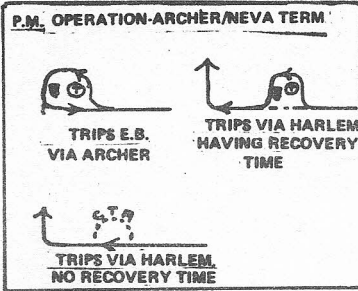 P.M. OPERATION-ARCHER/NEVA TERM
T
TRIPS E.B.
VIA ARCHER
T
TRIPS VIA HARLEM
HAVING RECOVERY
TIME
TRIPS VIA HARLEM,
NO RECOVERY TIME